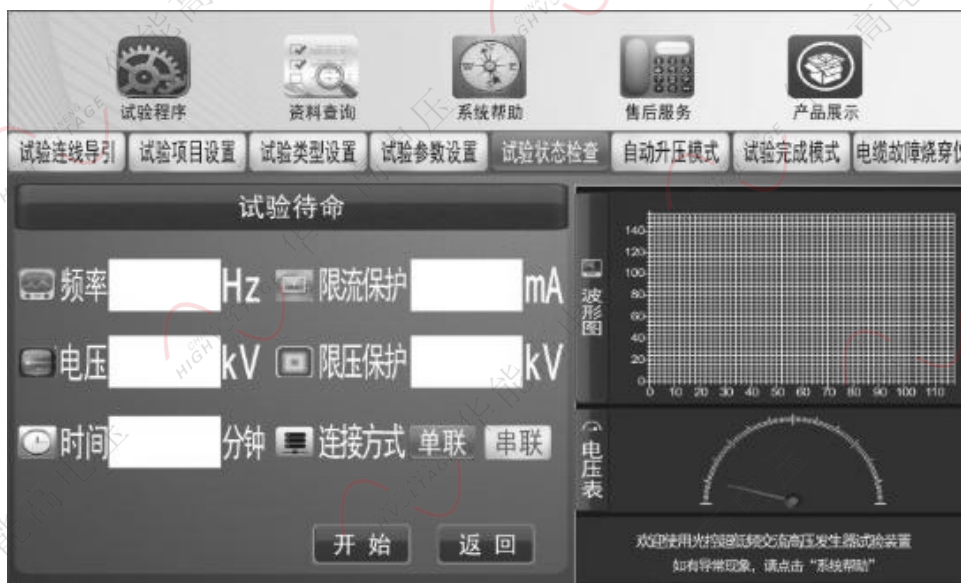 试验程序 资料查询 系统帮助 售后服务 产品展示
试验连线导引 试验项目设置 试验类型设置 试验参数设置 试验状态检查 自动升压模式 试验完成模式 电缆故障烧穿仪
试验待命
频率 Hz 限流保护 mA
电压 kV 限压保护 kV
时间 分钟 连接方式 单联 串联
开始 返回
波形图
140
120
100
80
60
40
20
0
0 10 20 30 40 50 60 70 80 90 100 110
电压表
欢迎使用光控超低频交流高压发生器试验装置
如有异常现象，请点击“系统帮助”